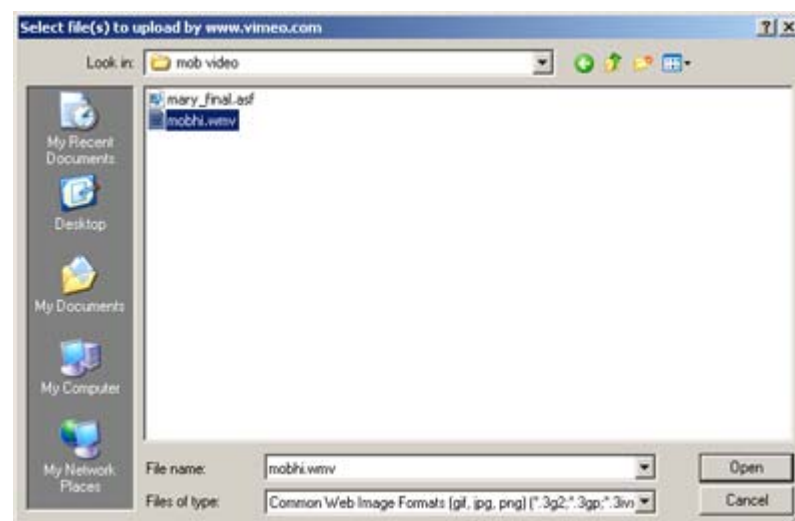 Select file(s) to upload by www.vimeo.com
Look in: mob video
mary_final.asf
mobhi.wmv
My Recent
Documents
Desktop
My Documents
My Computer
My Network
Places
File name: mobhi.wmv Open
Files of type: Common Web Image Formats (gif, jpg, png) (*.3g2;*.3gp;*.3iv Cancel